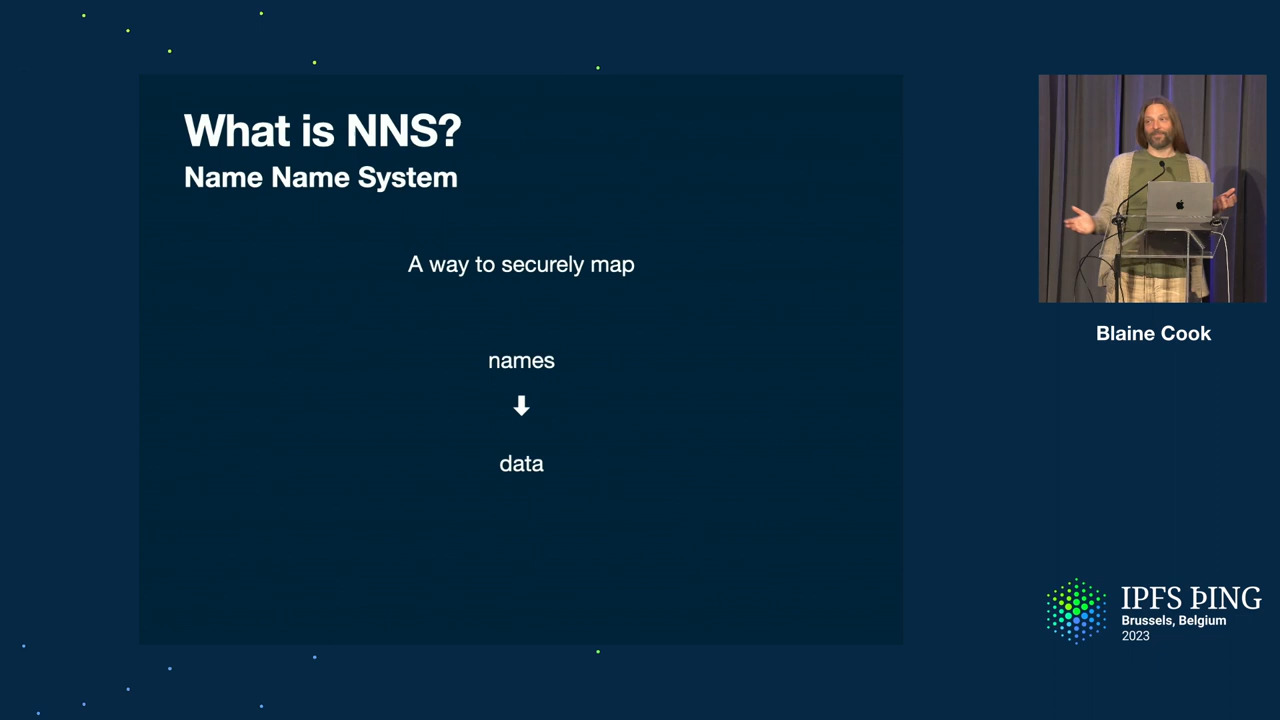 What is NNS?
Name Name System
A way to securely map
names
⬇
data
Blaine Cook
IPFS ÞING
Brussels, Belgium
2023